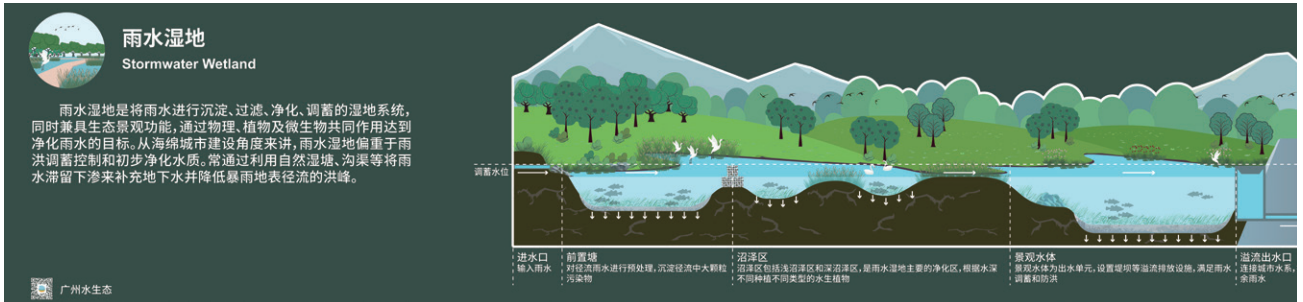 雨水湿地
Stormwater Wetland
雨水湿地是将雨水进行沉淀、过滤、净化、调蓄的湿地系统，
同时兼具生态景观功能，通过物理、植物及微生物共同作用达到
净化雨水的目标。从海绵城市建设角度来讲，雨水湿地偏重于雨
洪调蓄控制和初步净化水质。常通过利用自然湿塘、沟渠等将雨
水滞留下渗来补充地下水并降低暴雨地表径流的洪峰。
广州水生态
调蓄水位
进水口
输入雨水
前置塘
对径流雨水进行预处理，沉淀径流中大颗粒
污染物
沼泽区
沼泽区包括浅沼泽区和深沼泽区，是雨水湿地主要的净化区，根据水深
不同种植不同类型的水生植物
景观水体
景观水体为出水单元，设置堤坝等溢流排放设施，满足雨水
调蓄和防洪
溢流出水口
连接城市水系，
余雨水